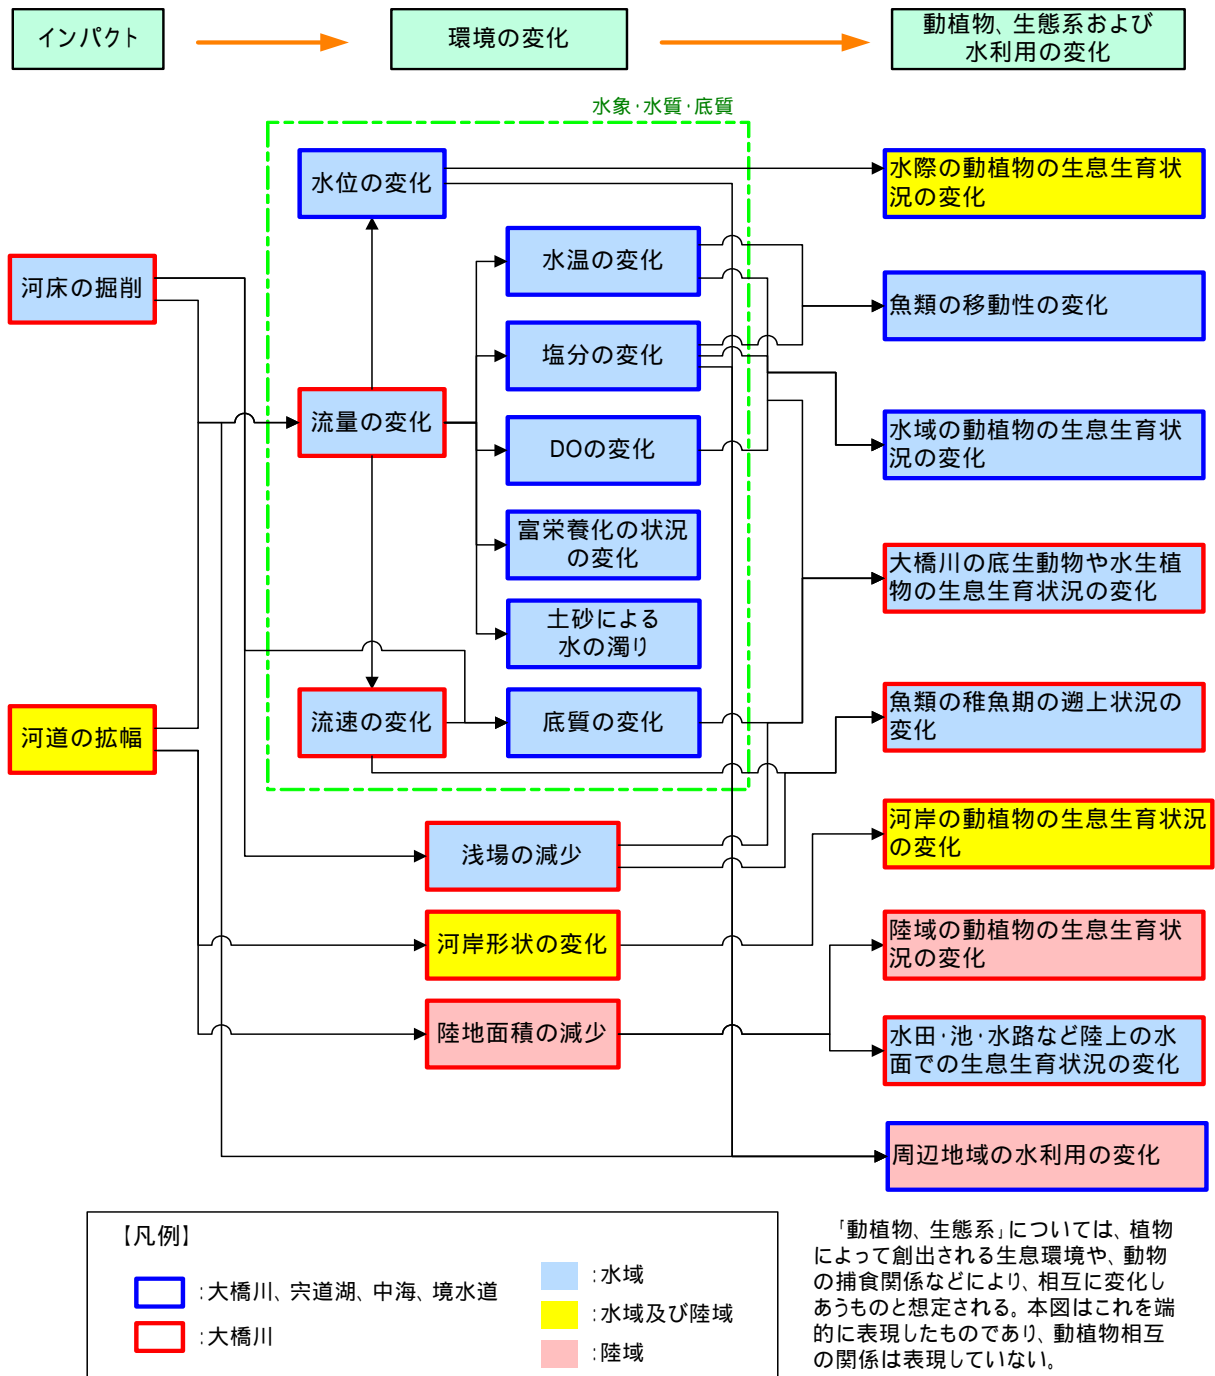 インパクト
環境の変化
動植物、生態系および
水利用の変化
水象・水質・底質
水位の変化
水際の動植物の生息生育状
況の変化
水温の変化
河床の掘削
魚類の移動性の変化
塩分の変化
流量の変化
DOの変化
水域の動植物の生息生育状
況の変化
富栄養化の状況
の変化
大橋川の底生動物や水生植
物の生息生育状況の変化
土砂による
水の濁り
河道の拡幅
流速の変化
底質の変化
魚類の稚魚期の遡上状況の
変化
浅場の減少
河岸の動植物の生息生育状況
の変化
河岸形状の変化
陸域の動植物の生息生育状
況の変化
陸地面積の減少
水田・池・水路など陸上の水
面での生息生育状況の変化
周辺地域の水利用の変化
【凡例】
:大橋川、宍道湖、中海、境水道
:大橋川
:水域
:水域及び陸域
:陸域
「動植物、生態系」については、植物
によって創出される生息環境や、動物
の捕食関係などにより、相互に変化し
あうものと想定される。本図はこれを端
的に表現したものであり、動植物相互
の関係は表現していない。